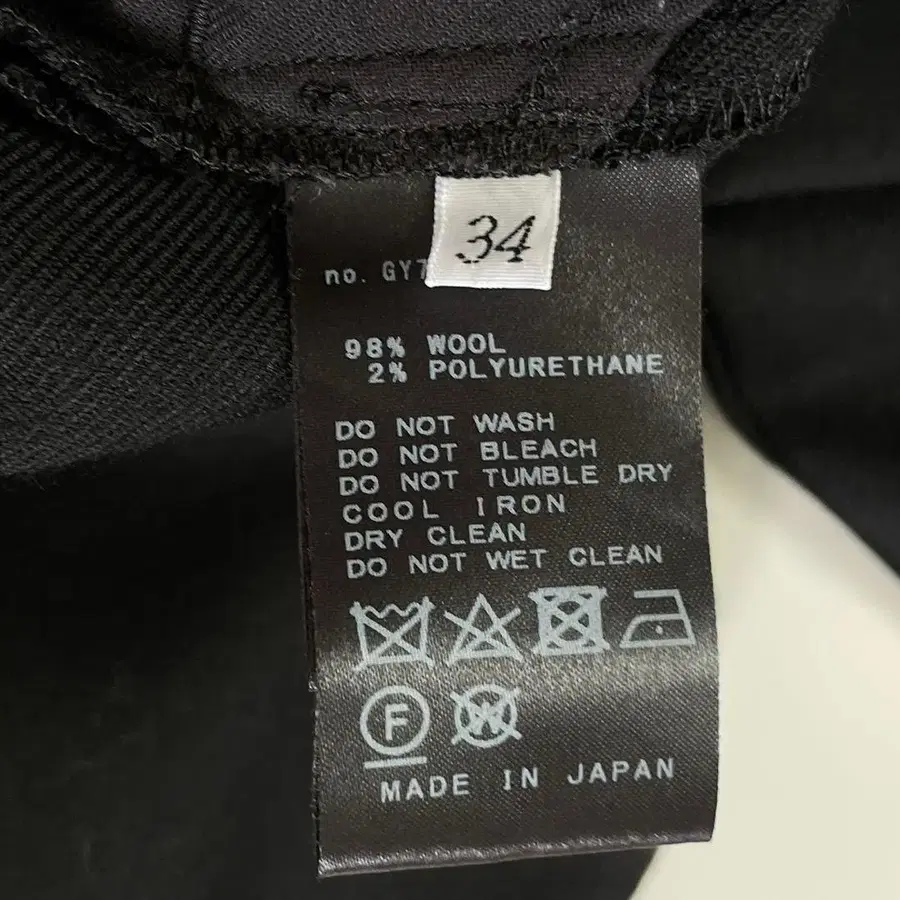 34
no. GY7
98% WOOL
2% POLYURETHANE
DO NOT WASH
DO NOT BLEACH
DO NOT TUMBLE DRY
COOL IRON
DRY CLEAN
DO NOT WET CLEAN
F W
MADE IN JAPAN